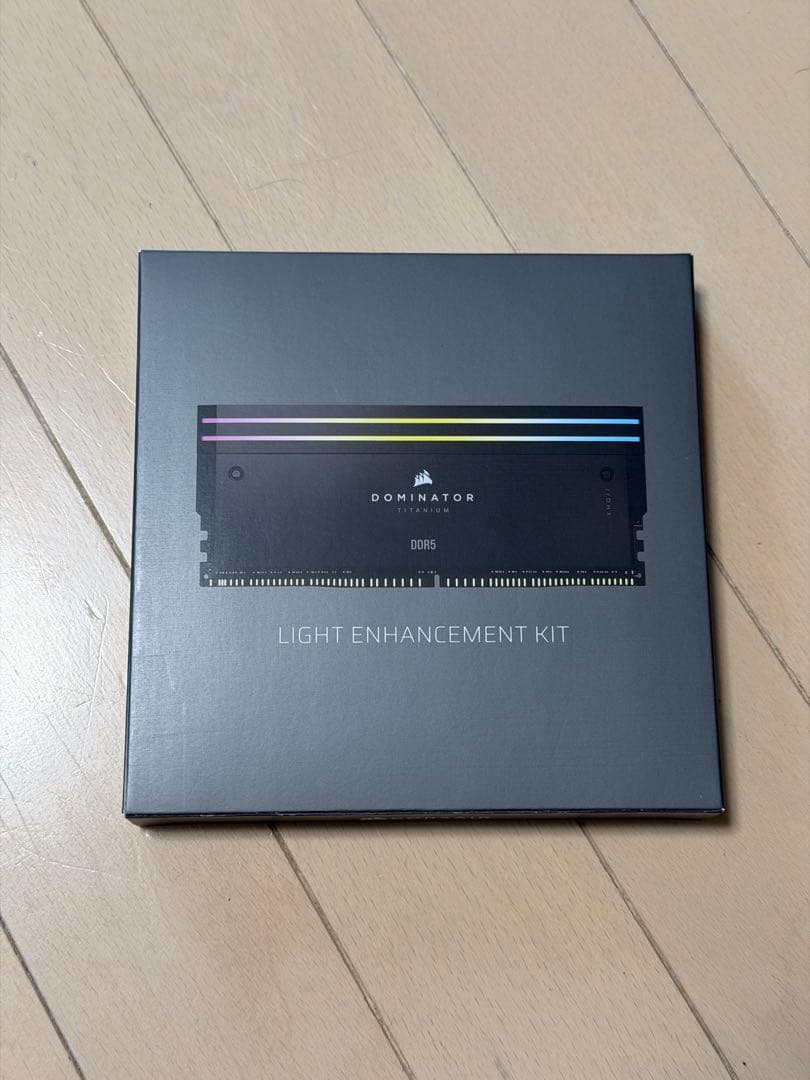 DOMINATOR
TITANIUM
DDR5
LIGHT ENHANCEMENT KIT